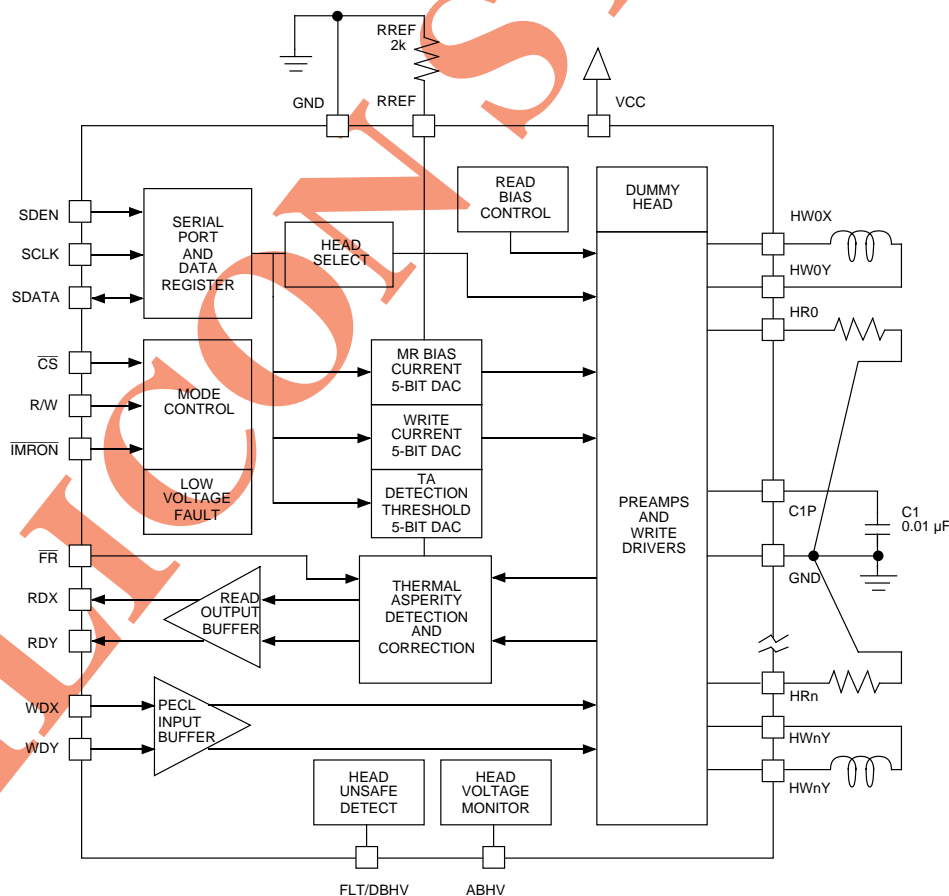 RREF
2k
GND
RREF
VCC
SDEN
SCLK
SDATA
SERIAL
PORT
AND
DATA
REGISTER
HEAD
SELECT
READ
BIAS
CONTROL
DUMMY
HEAD
HW0X
HW0Y
HR0
CS
R/W
IMRON
MODE
CONTROL
LOW
VOLTAGE
FAULT
MR BIAS
CURRENT
5-BIT DAC
WRITE
CURRENT
5-BIT DAC
TA
DETECTION
THRESHOLD
5-BIT DAC
PREAMPS
AND
WRITE
DRIVERS
C1P
C1
0.01 µF
GND
FR
RDX
RDY
READ
OUTPUT
BUFFER
THERMAL
ASPERITY
DETECTION
AND
CORRECTION
HRn
HWnY
HWnY
WDX
WDY
PECL
INPUT
BUFFER
HEAD
UNSAFE
DETECT
HEAD
VOLTAGE
MONITOR
FLT/DBHV
ABHV
LICON S